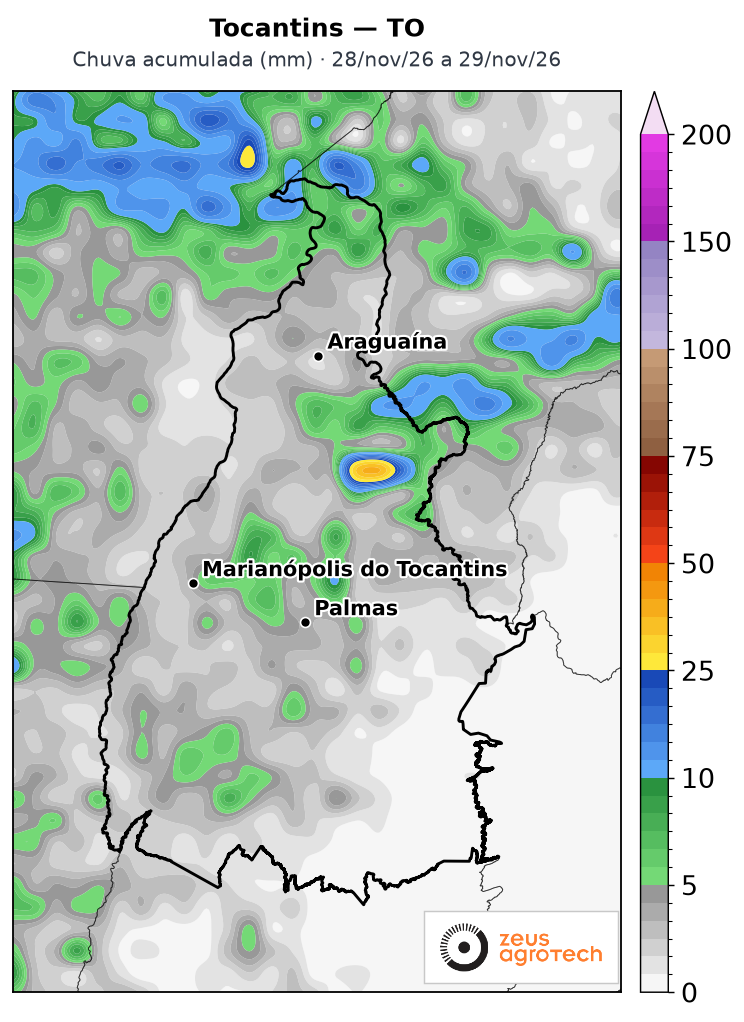 Tocantins — TO
Chuva acumulada (mm) · 28/nov/26 a 29/nov/26
200
150
100
75
50
25
10
5
0
Araguaína
Marianópolis do Tocantins
Palmas
zeus
agrotech